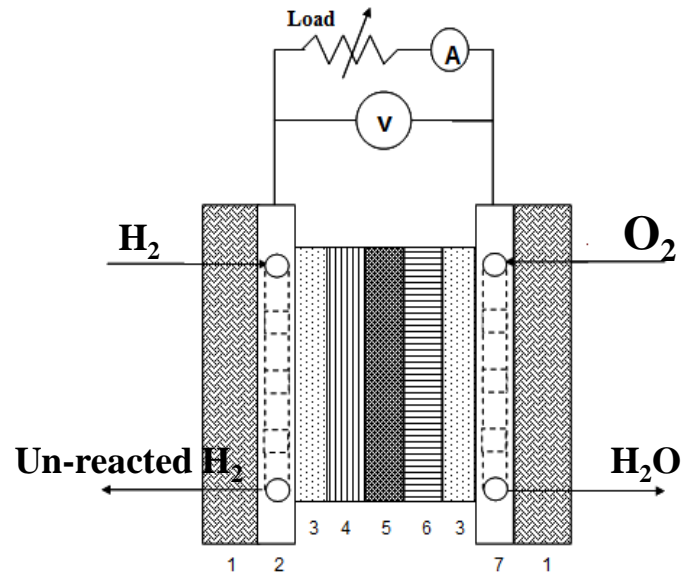 Load
A
V
H₂
O₂
Un-reacted H₂
H₂O
3 4 5 6 3
1 2 7 1